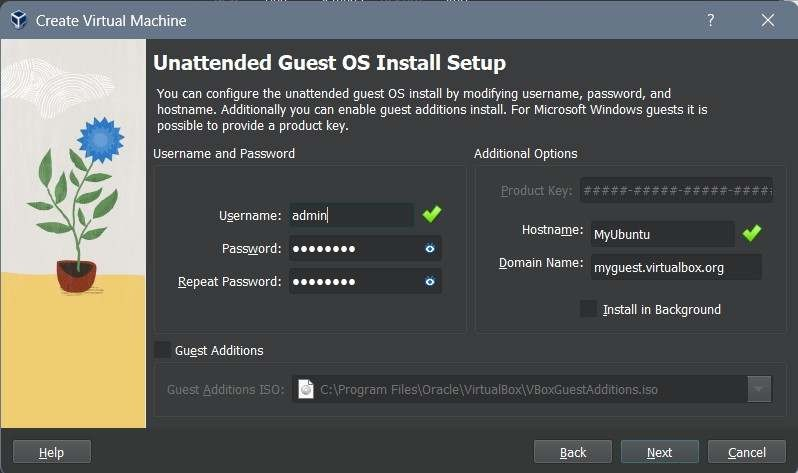 Create Virtual Machine
?
Unattended Guest OS Install Setup
You can configure the unattended guest OS install by modifying username, password, and
hostname. Additionally you can enable guest additions install. For Microsoft Windows guests it is
possible to provide a product key.
Username and Password
Username: admin
Password: ●●●●●●●●
Repeat Password: ●●●●●●●●
Additional Options
Product Key: #####-#####-#####-#####
Hostname: MyUbuntu
Domain Name: myguest.virtualbox.org
Install in Background
Guest Additions
Guest Additions ISO: C:\Program Files\Oracle\VirtualBox\VBoxGuestAdditions.iso
Help
Back
Next
Cancel